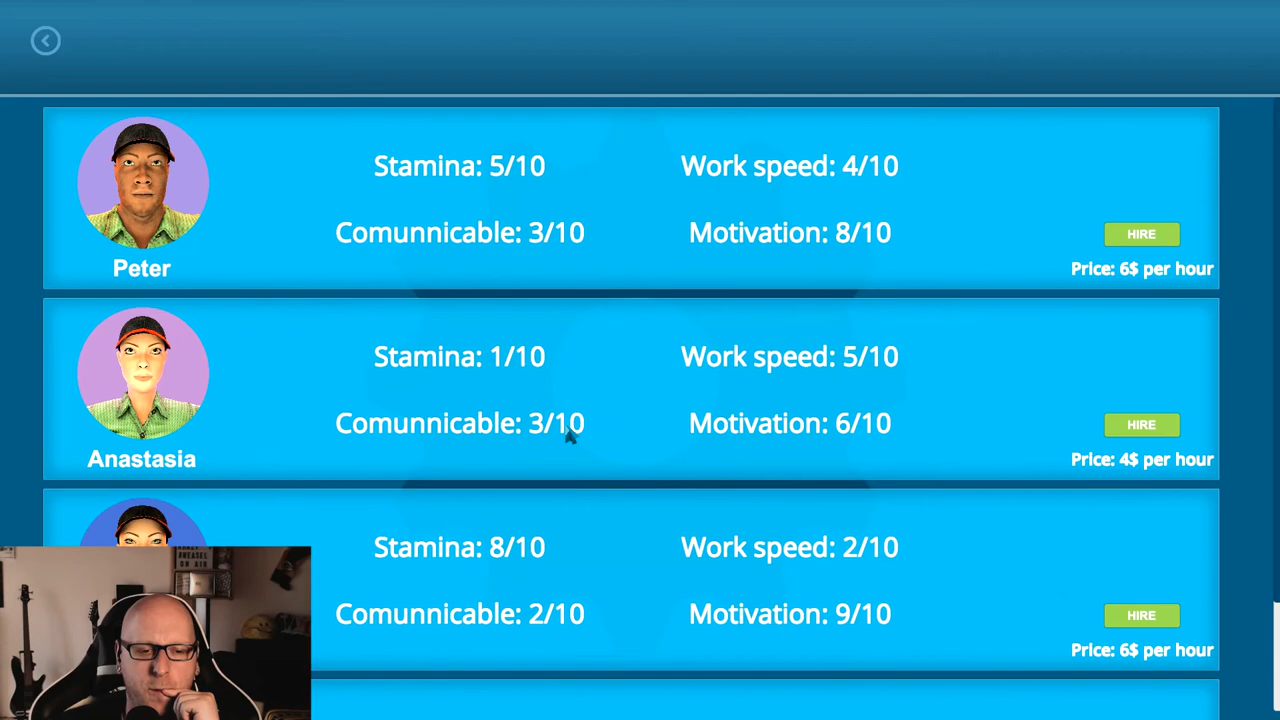 Stamina: 5/10
Work speed: 4/10
Comunnicable: 3/10
Motivation: 8/10
HIRE
Peter
Price: 6$ per hour
Stamina: 1/10
Work speed: 5/10
Comunnicable: 3/10
Motivation: 6/10
HIRE
Anastasia
Price: 4$ per hour
Stamina: 8/10
Work speed: 2/10
Comunnicable: 2/10
Motivation: 9/10
HIRE
Price: 6$ per hour
ON AIR